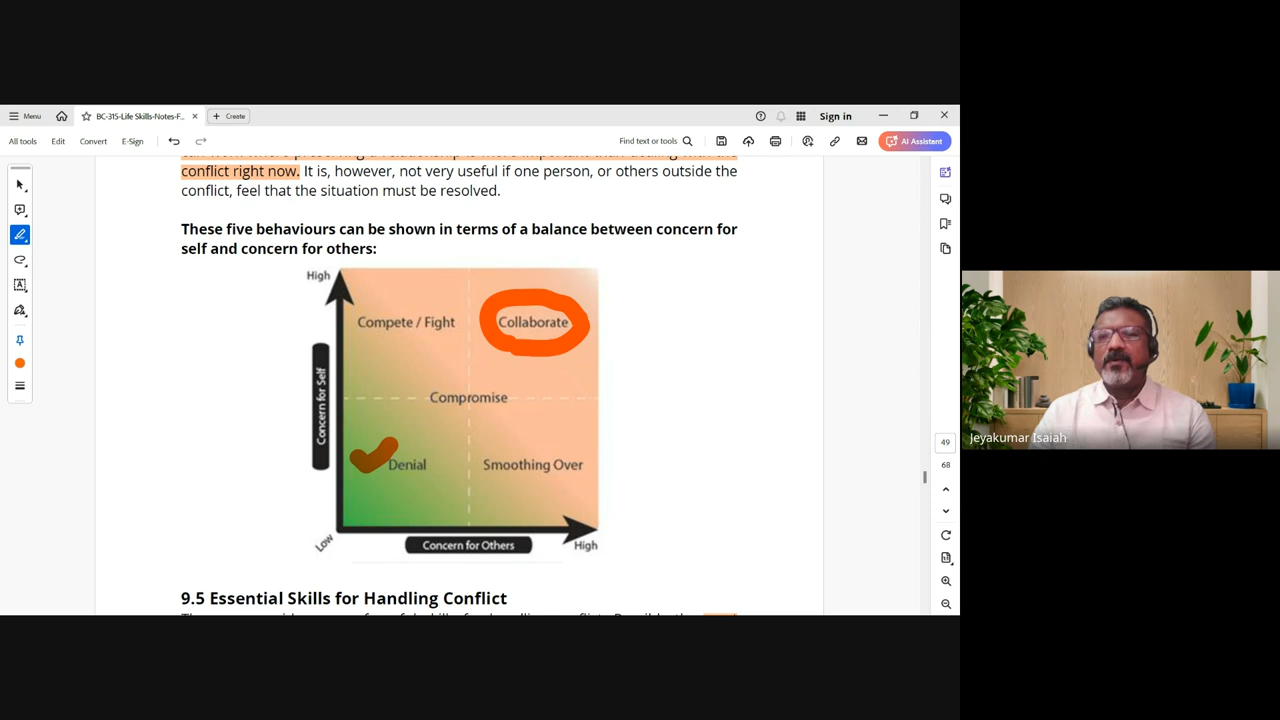 Menu
BC-315-Life Skills-Notes-F...
Create
Sign in
All tools
Edit
Convert
E-Sign
Find text or tools
AI Assistant
conflict right now. It is, however, not very useful if one person, or others outside the
conflict, feel that the situation must be resolved.
These five behaviours can be shown in terms of a balance between concern for
self and concern for others:
High
Compete / Fight
Collaborate
Concern for Self
Compromise
Denial
Smoothing Over
Low
Concern for Others
High
9.5 Essential Skills for Handling Conflict
49
68
Jeyakumar Isaiah